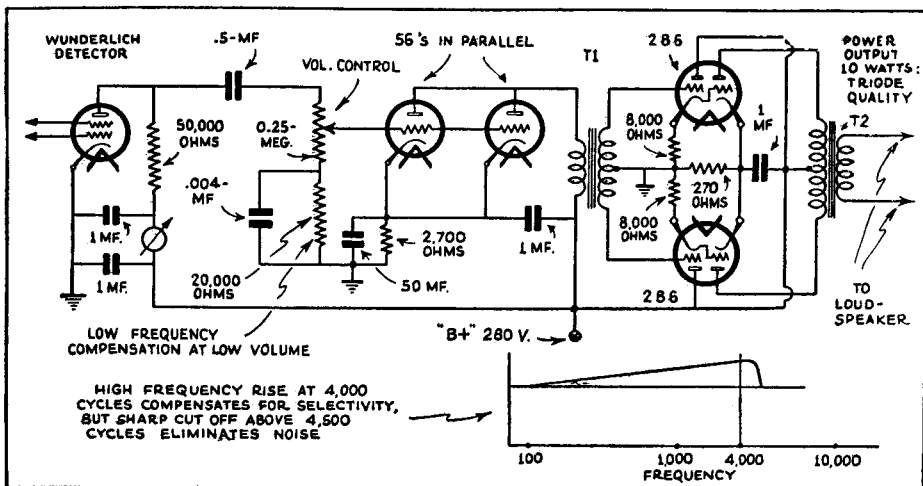 WUNDERLICH
DETECTOR
.5-MF
VOL. CONTROL
56's IN PARALLEL
T1
2B6
POWER
OUTPUT
10 WATTS:
TRIODE
QUALITY
50,000
OHMS
0.25-
MEG.
8,000
OHMS
1
MF
T2
.004-
MF
270
OHMS
8,000
OHMS
1 MF.
2,700
OHMS
1 MF.
1 MF.
20,000
OHMS
50 MF.
2B6
TO
LOUD-
SPEAKER
LOW FREQUENCY
COMPENSATION AT LOW VOLUME
"B+" 280 V.
HIGH FREQUENCY RISE AT 4,000
CYCLES COMPENSATES FOR SELECTIVITY,
BUT SHARP CUT OFF ABOVE 4,500
CYCLES ELIMINATES NOISE
100
1,000
4,000
10,000
FREQUENCY